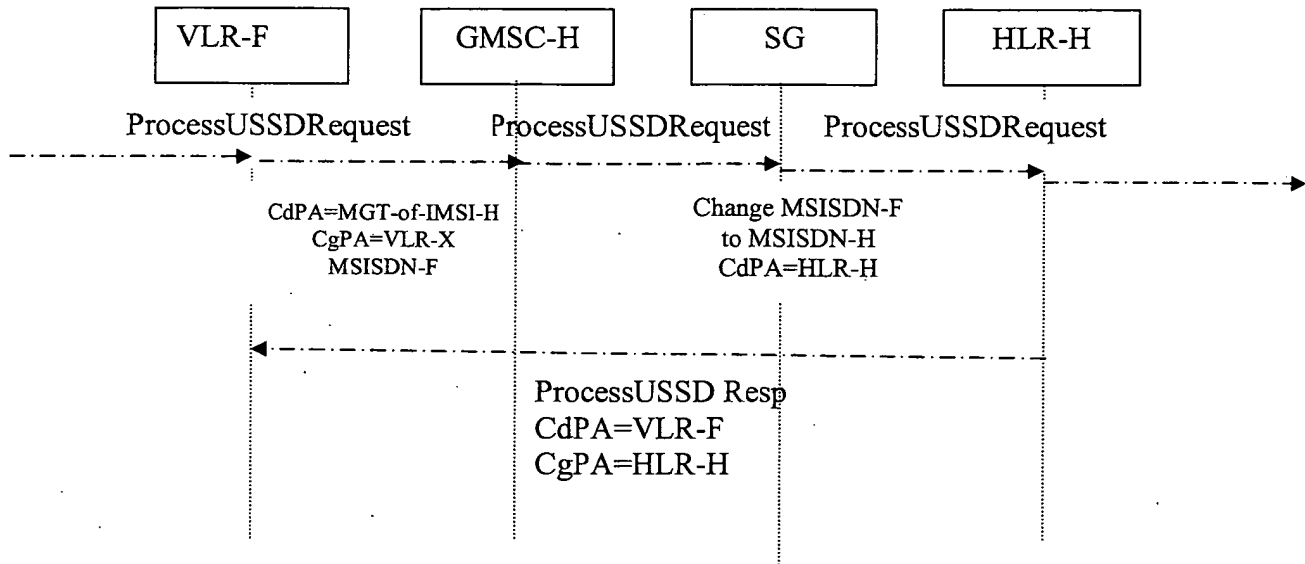 VLR-F
GMSC-H
SG
HLR-H
ProcessUSSDRequest
ProcessUSSDRequest
ProcessUSSDRequest
CdPA=MGT-of-IMSI-H
CgPA=VLR-X
MSISDN-F
Change MSISDN-F
to MSISDN-H
CdPA=HLR-H
ProcessUSSD Resp
CdPA=VLR-F
CgPA=HLR-H